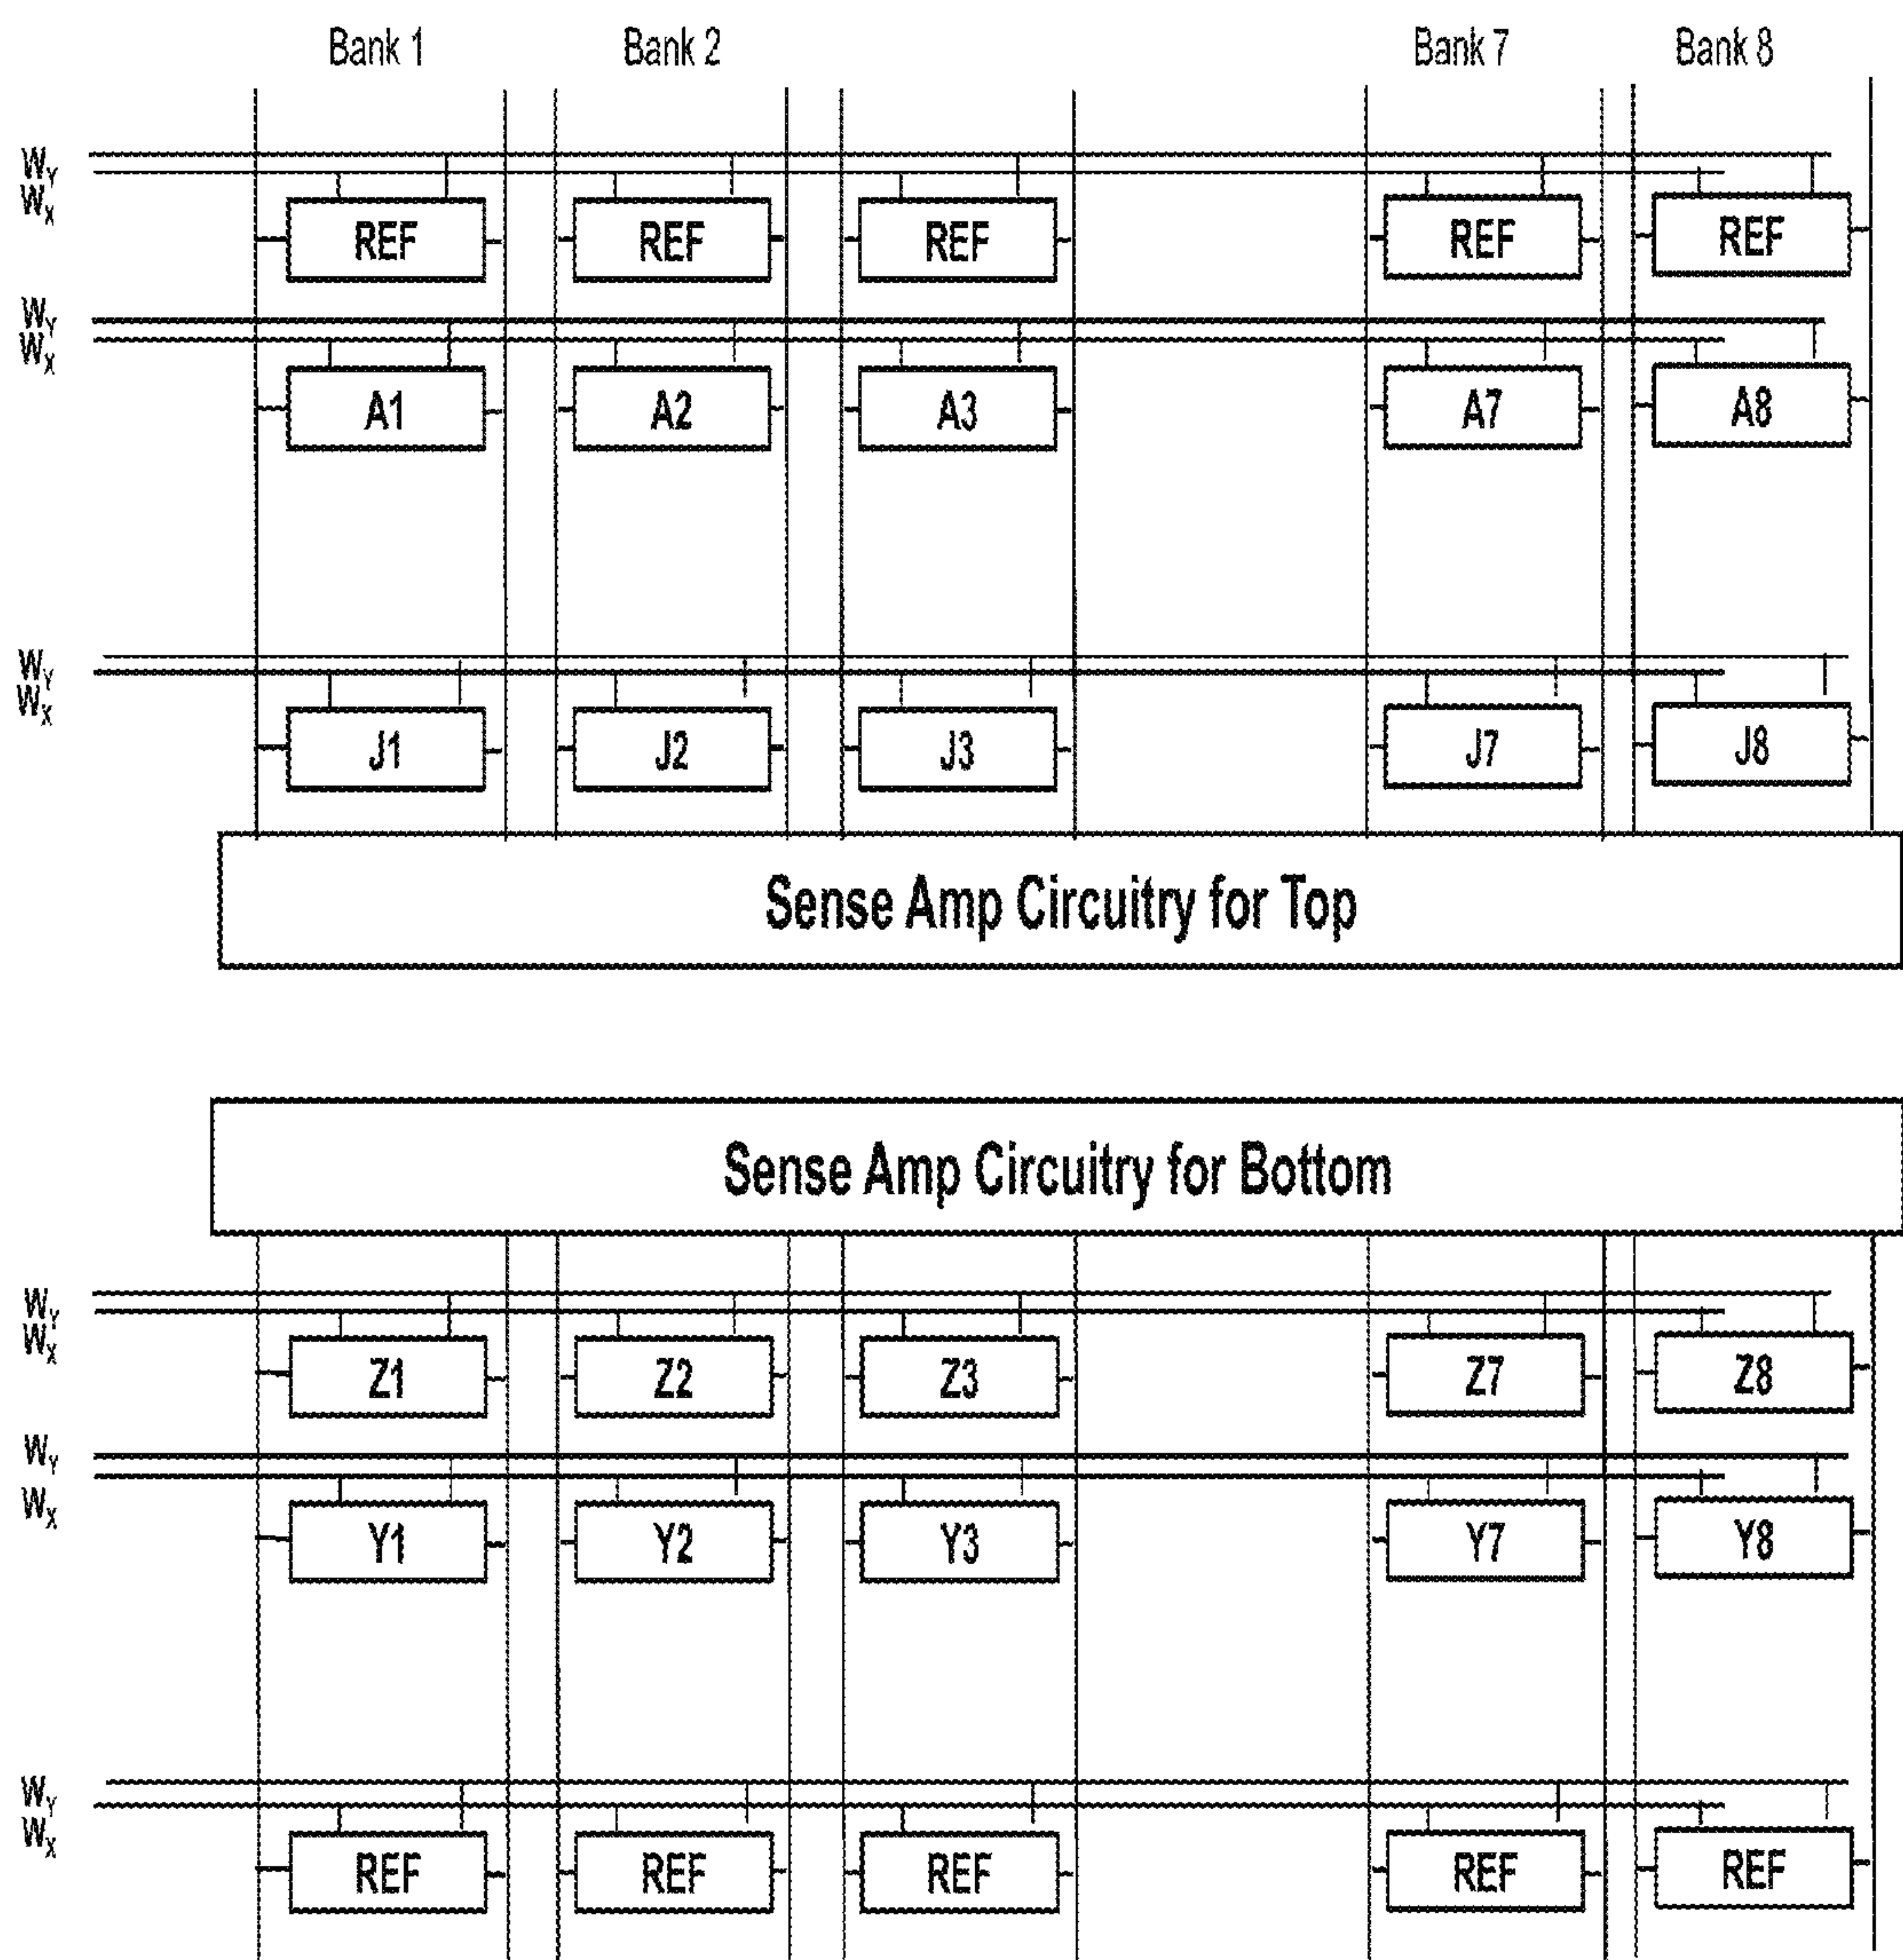 Bank 1 Bank 2 Bank 7 Bank 8
WY
WX
REF REF REF REF REF
WY
WX
A1 A2 A3 A7 A8
WY
WX
J1 J2 J3 J7 J8
Sense Amp Circuitry for Top
Sense Amp Circuitry for Bottom
WY
WX
Z1 Z2 Z3 Z7 Z8
WY
WX
Y1 Y2 Y3 Y7 Y8
WY
WX
REF REF REF REF REF